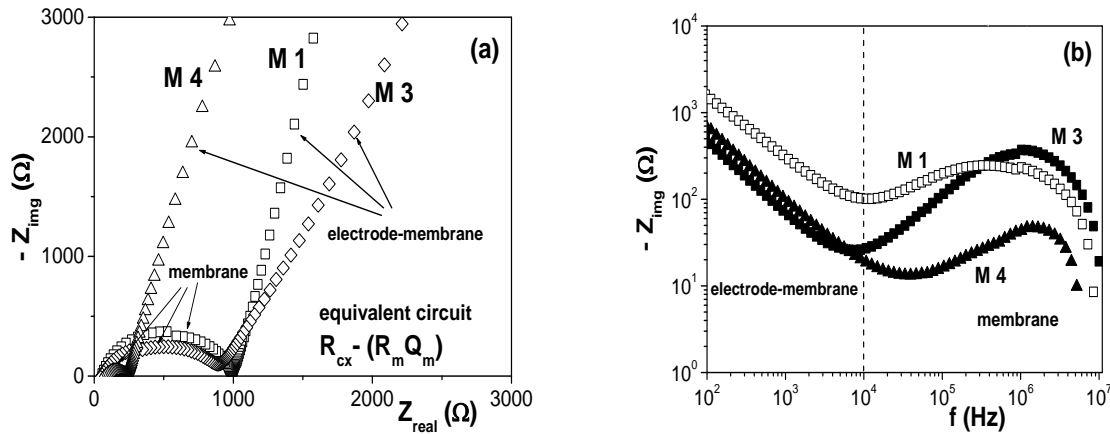 (a)
M 4
M 1
M 3
electrode-membrane
membrane
equivalent circuit
R_cx-(R_mQ_m)
3000
2000
1000
0
- Z_img (Ω)
0 1000 2000 3000
Z_real (Ω)
(b)
M 3
M 1
M 4
electrode-membrane
membrane
10^4
10^3
10^2
10^1
10^0
- Z_img (Ω)
10^2 10^3 10^4 10^5 10^6 10^7
f (Hz)